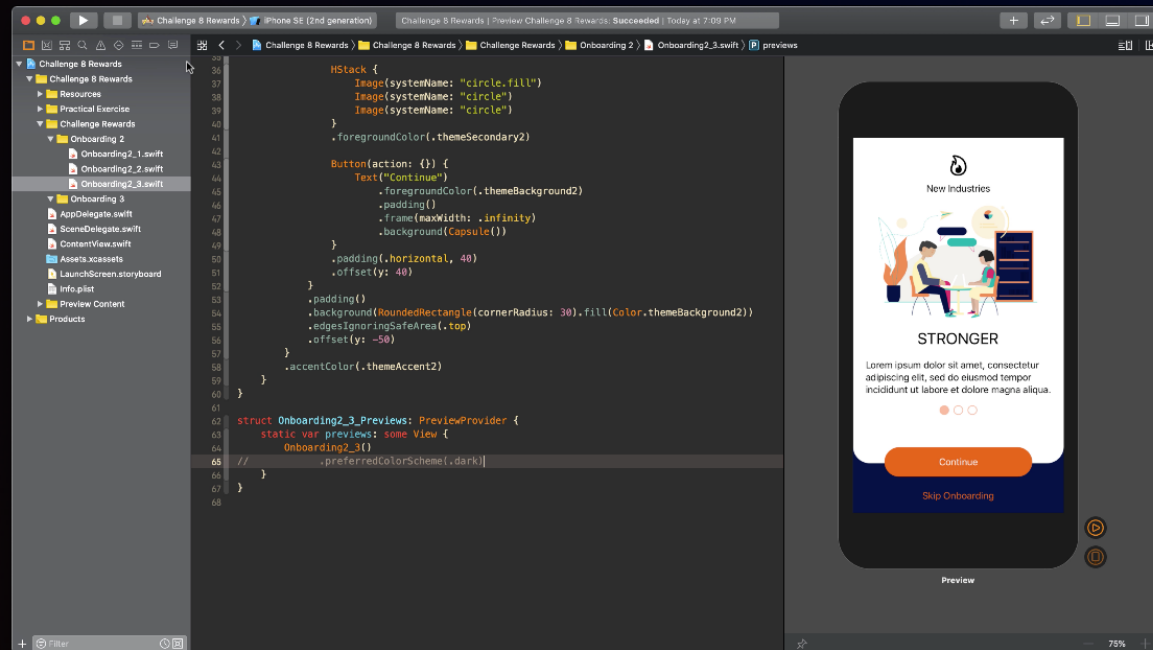 Challenge 8 Rewards 〉 iPhone SE (2nd generation)
Challenge 8 Rewards | Preview Challenge 8 Rewards: Succeeded | Today at 7:09 PM
Challenge 8 Rewards 〉 Challenge 8 Rewards 〉 Challenge Rewards 〉 Onboarding 2 〉 Onboarding2_3.swift 〉 P previews
Challenge 8 Rewards
Challenge 8 Rewards
Resources
Practical Exercise
Challenge Rewards
Onboarding 2
Onboarding2_1.swift
Onboarding2_2.swift
Onboarding2_3.swift
Onboarding 3
AppDelegate.swift
SceneDelegate.swift
ContentView.swift
Assets.xcassets
LaunchScreen.storyboard
Info.plist
Preview Content
Products
Filter
35
36 HStack {
37 Image(systemName: "circle.fill")
38 Image(systemName: "circle")
39 Image(systemName: "circle")
40 }
41 .foregroundColor(.themeSecondary2)
42
43 Button(action: {}) {
44 Text("Continue")
45 .foregroundColor(.themeBackground2)
46 .padding()
47 .frame(maxWidth: .infinity)
48 .background(Capsule())
49 }
50 .padding(.horizontal, 40)
51 .offset(y: 40)
52 }
53 .padding()
54 .background(RoundedRectangle(cornerRadius: 30).fill(Color.themeBackground2))
55 .edgesIgnoringSafeArea(.top)
56 .offset(y: -50)
57 }
58 .accentColor(.themeAccent2)
59 }
60 }
61
62 struct Onboarding2_3_Previews: PreviewProvider {
63 static var previews: some View {
64 Onboarding2_3()
65 // .preferredColorScheme(.dark)
66 }
67 }
68
New Industries
STRONGER
Lorem ipsum dolor sit amet, consectetur
adipiscing elit, sed do eiusmod tempor
incididunt ut labore et dolore magna aliqua.
Continue
Skip Onboarding
Preview
75%